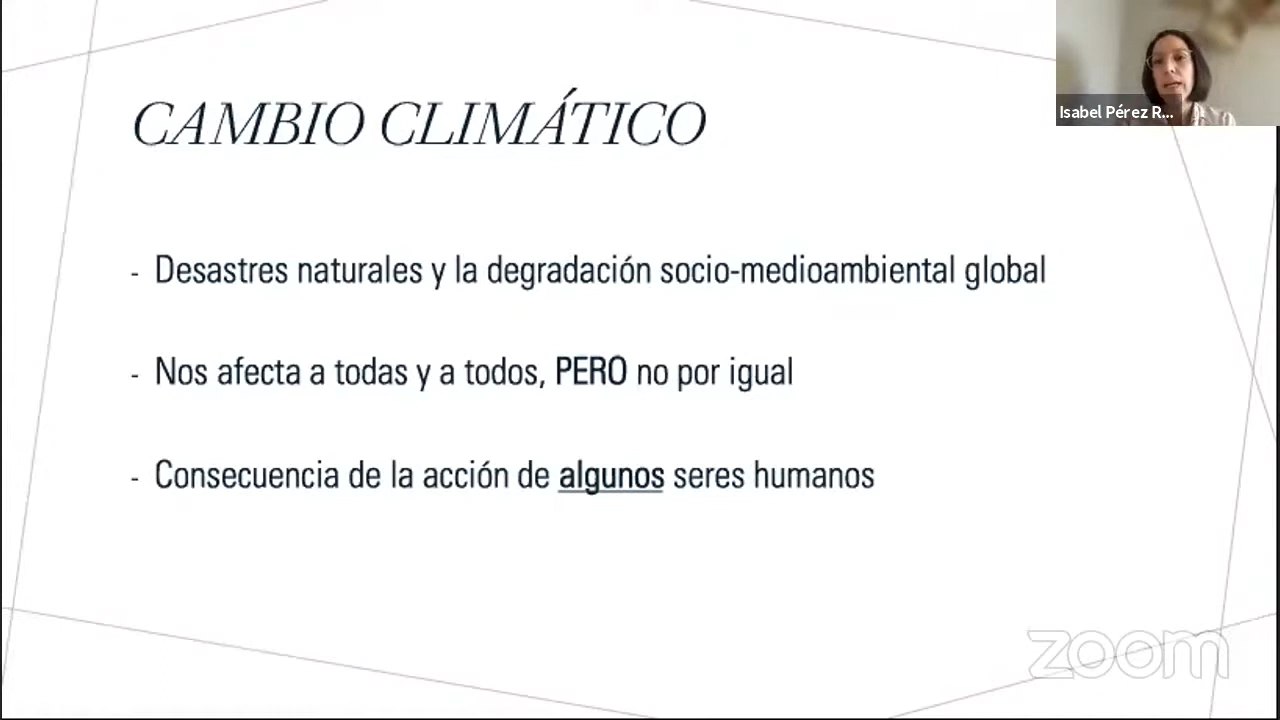 Isabel Pérez R...
CAMBIO CLIMÁTICO
- Desastres naturales y la degradación socio-medioambiental global
- Nos afecta a todas y a todos, PERO no por igual
- Consecuencia de la acción de algunos seres humanos
zoom